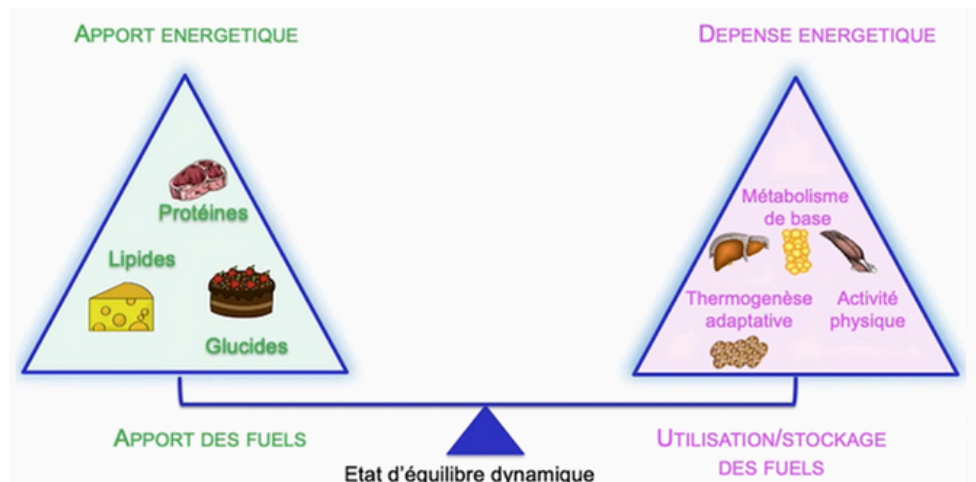 APPORT ENERGETIQUE
DEPENSE ENERGETIQUE
Protéines
Lipides
Glucides
Métabolisme
de base
Thermogenèse
adaptative
Activité
physique
APPORT DES FUELS
UTILISATION/STOCKAGE
DES FUELS
Etat d'équilibre dynamique